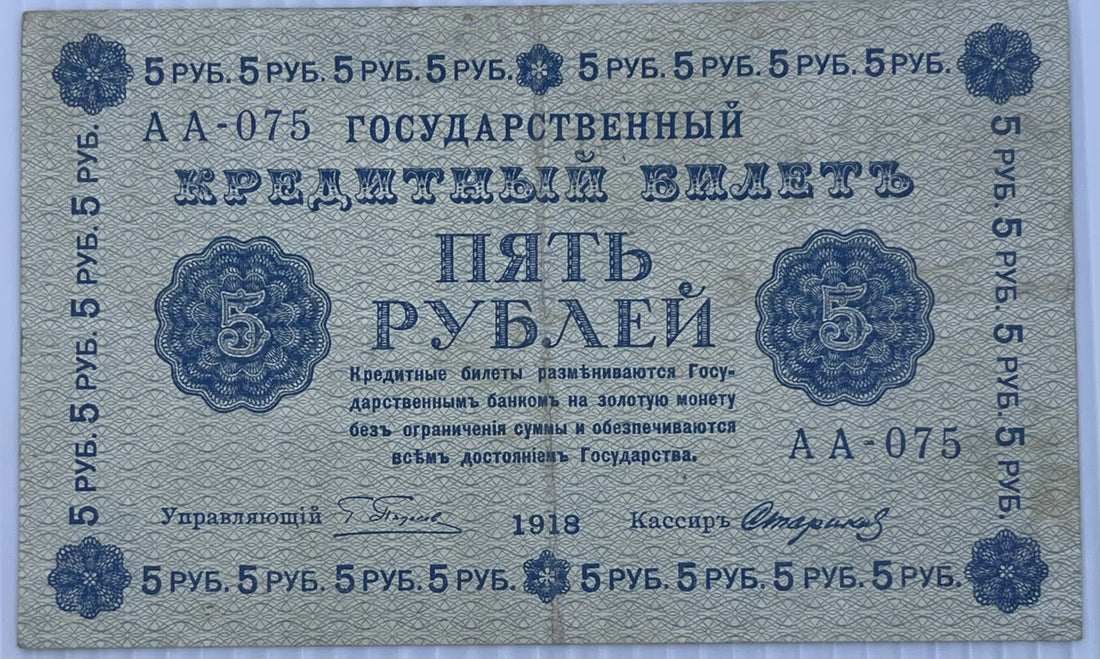 5 РУБ. 5 РУБ. 5 РУБ. 5 РУБ. 5 РУБ. 5 РУБ. 5 РУБ. 5 РУБ.
АА-075 ГОСУДАРСТВЕННЫЙ
КРЕДИТНЫЙ БИЛЕТЪ
ПЯТЬ
РУБЛЕЙ
5
5
Кредитные билеты размѣниваются Госу-
дарственнымъ банкомъ на золотую монету
безъ ограниченія суммы и обезпечиваются
всѣмъ достояніемъ Государства.
АА-075
Управляющій
1918 Кассиръ
5 РУБ. 5 РУБ. 5 РУБ. 5 РУБ.
5 РУБ. 5 РУБ. 5 РУБ. 5 РУБ.
5 РУБ. 5 РУБ. 5 РУБ. 5 РУБ. 5 РУБ. 5 РУБ. 5 РУБ. 5 РУБ.